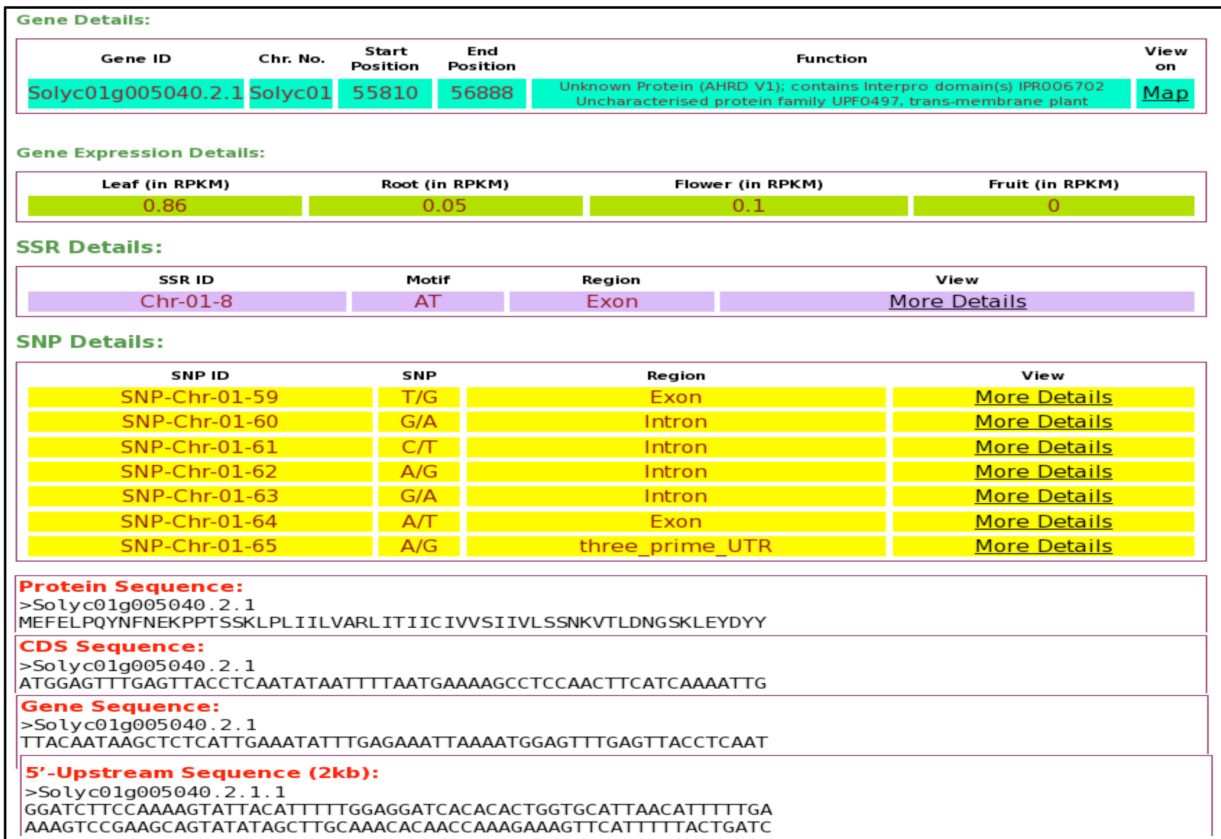 Gene Details:
Gene ID Chr. No. Start Position End Position Function View on
Solyc01g005040.2.1 Solyc01 55810 56888 Unknown Protein (AHRD V1); contains Interpro domain(s) IPR006702 Uncharacterised protein family UPF0497, trans-membrane plant Map
Gene Expression Details:
Leaf (in RPKM) Root (in RPKM) Flower (in RPKM) Fruit (in RPKM)
0.86 0.05 0.1 0
SSR Details:
SSR ID Motif Region View
Chr-01-8 AT Exon More Details
SNP Details:
SNP ID SNP Region View
SNP-Chr-01-59 T/G Exon More Details
SNP-Chr-01-60 G/A Intron More Details
SNP-Chr-01-61 C/T Intron More Details
SNP-Chr-01-62 A/G Intron More Details
SNP-Chr-01-63 G/A Intron More Details
SNP-Chr-01-64 A/T Exon More Details
SNP-Chr-01-65 A/G three_prime_UTR More Details
Protein Sequence:
>Solyc01g005040.2.1
MEFELPQYNFNEKPPTSSKLPLIILVARLITIICIVVSIIVLSSNKVTLDNGSKLEYDYY
CDS Sequence:
>Solyc01g005040.2.1
ATGGAGTTTGAGTTACCTCAATATAATTTTAATGAAAAGCCTCCAACTTCATCAAAATTG
Gene Sequence:
>Solyc01g005040.2.1
TTACAATAAGCTCTCATTGAAATATTTGAGAAATTAAAATGGAGTTTGAGTTACCTCAAT
5’-Upstream Sequence (2kb):
>Solyc01g005040.2.1.1
GGATCTTCCAAAAGTATTACATTTTTGGAGGATCACACACTGGTGCATTAACATTTTTGA
AAAGTCCGAAGCAGTATATAGCTTGCAAACACAACCAAAGAAAGTTCATTTTTACTGATC